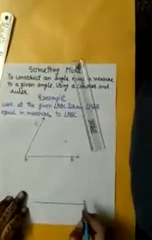 Something More
To construct an angle equal in measure
to a given angle, using a compass and
ruler.
Example
equal in measure to ∠ABC
C
B